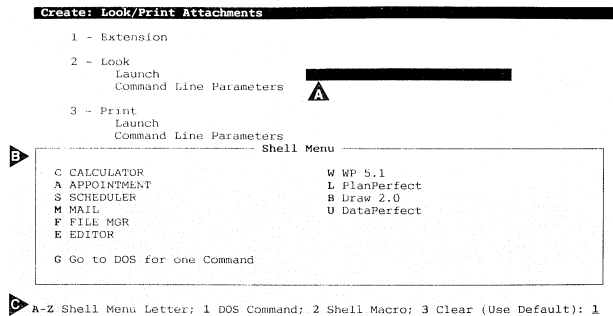 Create: Look/Print Attachments
1 - Extension
2 - Look
Launch
Command Line Parameters
A
3 - Print
Launch
Command Line Parameters
B
Shell Menu
C CALCULATOR W WP 5.1
A APPOINTMENT L PlanPerfect
S SCHEDULER B Draw 2.0
M MAIL U DataPerfect
F FILE MGR
E EDITOR
G Go to DOS for one Command
C
A-Z Shell Menu Letter; 1 DOS Command; 2 Shell Macro; 3 Clear (Use Default): 1